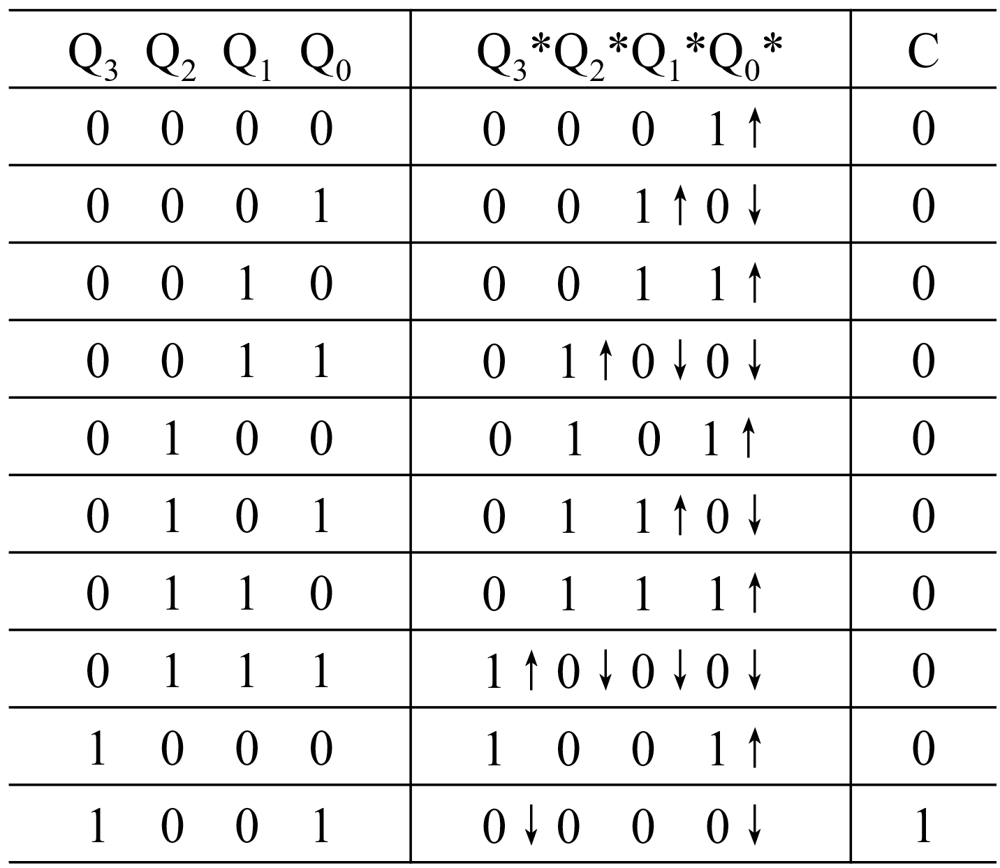 Q₃ Q₂ Q₁ Q₀ Q₃*Q₂*Q₁*Q₀* C
0 0 0 0 0 0 0 1↑ 0
0 0 0 1 0 0 1↑0↓ 0
0 0 1 0 0 0 1 1↑ 0
0 0 1 1 0 1↑0↓0↓ 0
0 1 0 0 0 1 0 1↑ 0
0 1 0 1 0 1 1↑0↓ 0
0 1 1 0 0 1 1 1↑ 0
0 1 1 1 1↑0↓0↓0↓ 0
1 0 0 0 1 0 0 1↑ 0
1 0 0 1 0↓0 0 0↓ 1